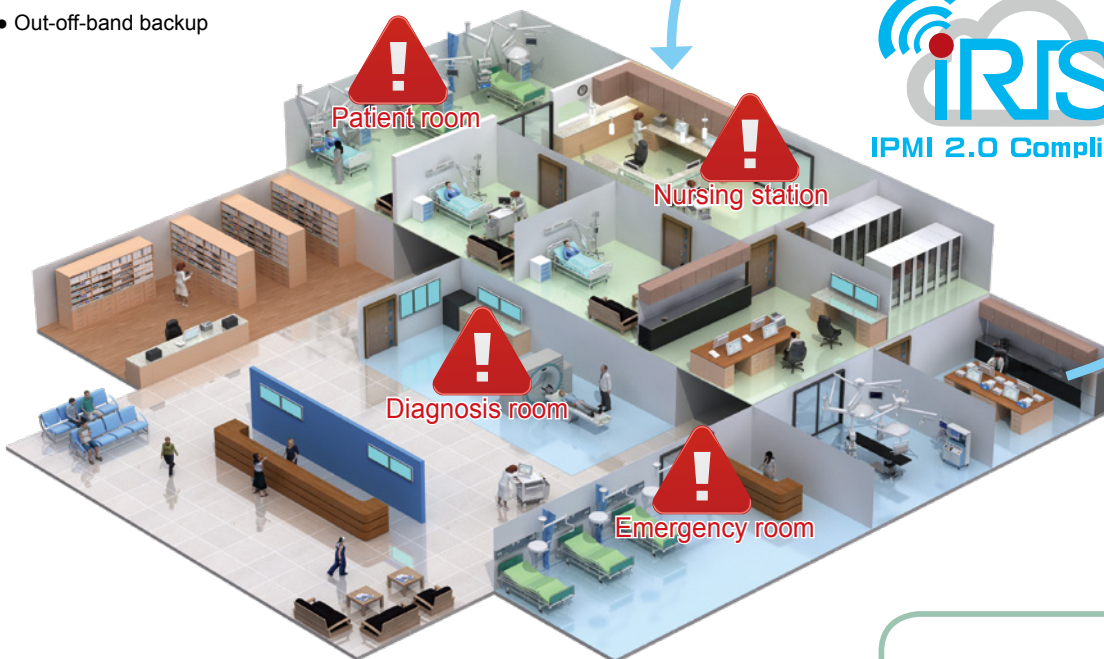 ● Out-off-band backup
Patient room
iRIS
IPMI 2.0 Compli
Nursing station
Diagnosis room
Emergency room